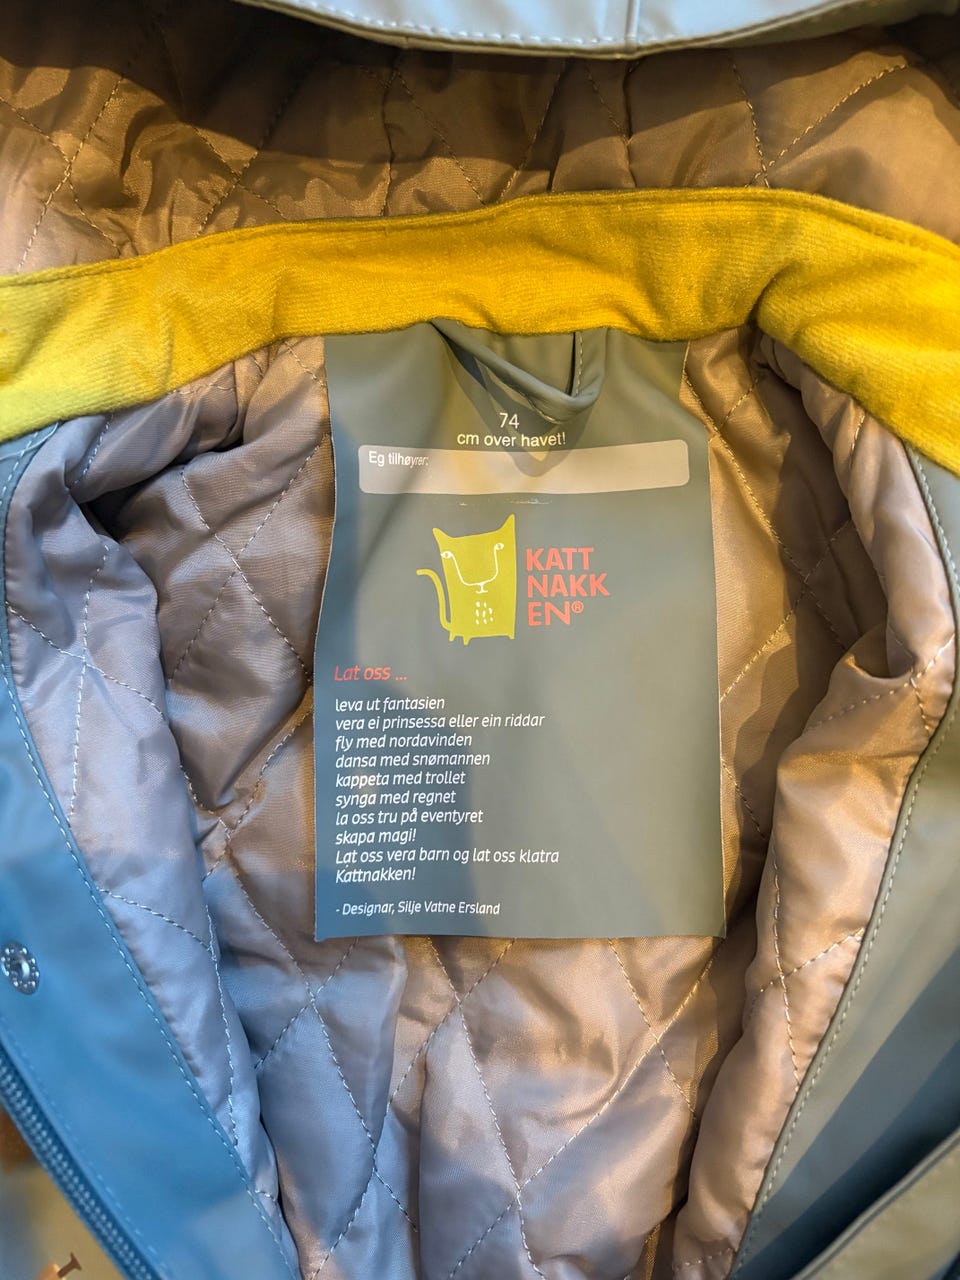 74
cm over havet!
Eg tilhøyrer:
KATT
NAKK
EN®
Lat oss ...
leva ut fantasien
vera ei prinsessa eller ein riddar
fly med nordavinden
dansa med snømannen
kappeta med trollet
synga med regnet
la oss tru på eventyret
skapa magi!
Lat oss vera barn og lat oss klatra
Kattnakken!
- Designar, Silje Vatne Ersland